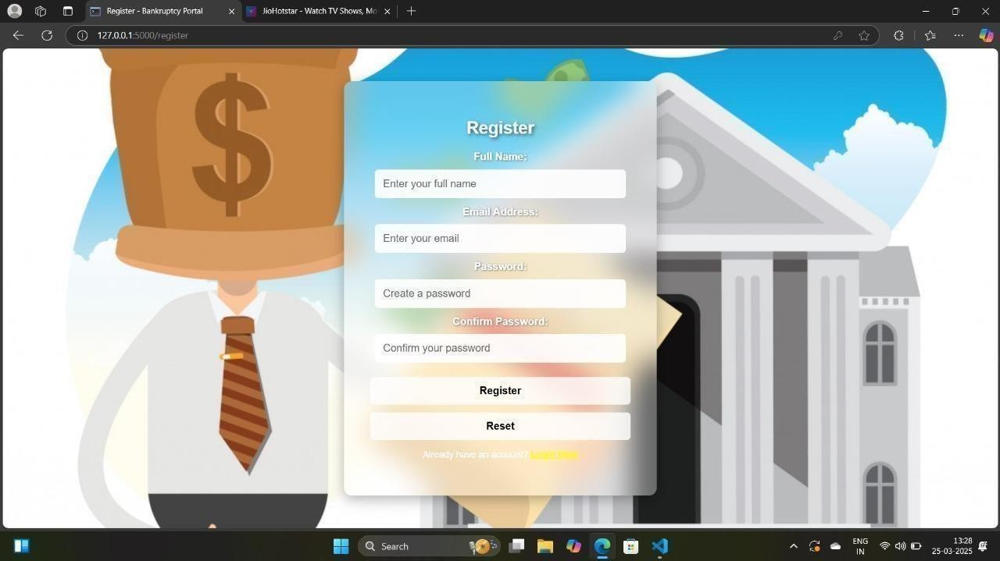 Register - Bankruptcy Portal
JioHotstar - Watch TV Shows, Mo
127.0.0.1:5000/register
$
Register
Full Name:
Enter your full name
Email Address:
Enter your email
Password:
Create a password
Confirm Password:
Confirm your password
Register
Reset
Already have an account? Login Here
Search
ENG
IN
13:28
25-03-2025